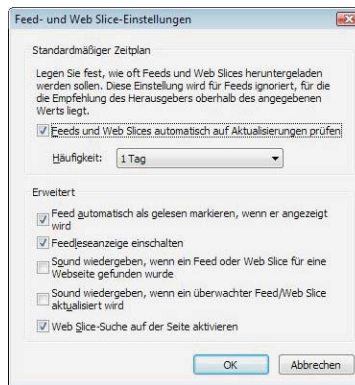 Feed- und Web Slice-Einstellungen
Standardmäßiger Zeitplan
Legen Sie fest, wie oft Feeds und Web Slices heruntergeladen
werden sollen. Diese Einstellung wird für Feeds ignoriert, für die
die Empfehlung des Herausgebers oberhalb des angegebenen
Werts liegt.
Feeds und Web Slices automatisch auf Aktualisierungen prüfen
Häufigkeit: 1 Tag
Erweitert
Feed automatisch als gelesen markieren, wenn er angezeigt
wird
Feedleseanzeige einschalten
Sound wiedergeben, wenn ein Feed oder Web Slice für eine
Webseite gefunden wurde
Sound wiedergeben, wenn ein überwachter Feed/Web Slice
aktualisiert wird
Web Slice-Suche auf der Seite aktivieren
OK Abbrechen